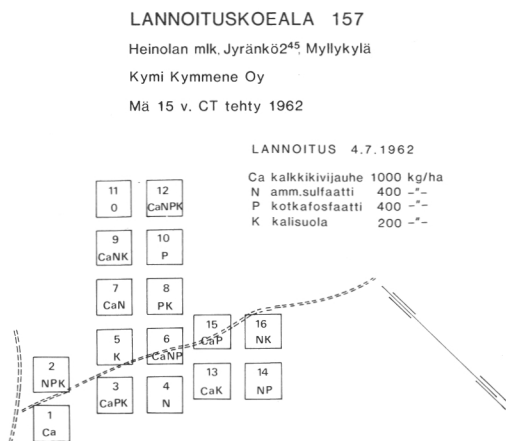 LANNOITUSKOEALA 157
Heinolan mlk, Jyränkö2⁴⁵, Myllykylä
Kymi Kymmene Oy
Mä 15 v. CT tehty 1962
LANNOITUS 4.7.1962
Ca kalkkikivijauhe 1000 kg/ha
N amm.sulfaatti 400 -"-
P kotkafosfaatti 400 -"-
K kalisuola 200 -"-
11 12
0 CaNPK
9 10
CaNK P
7 8
CaN PK
5 6 15 16
K CaNP CaP NK
2 3 4 13 14
NPK CaPK N CaK NP
1
Ca